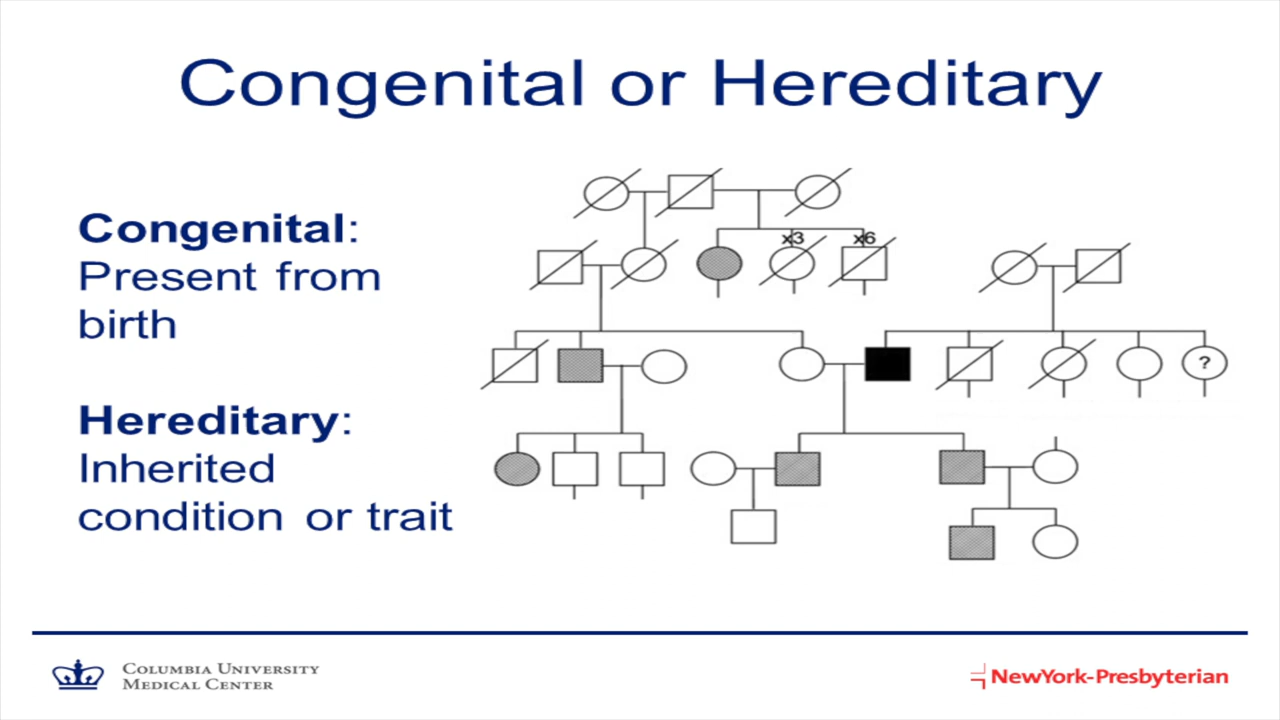 Congenital or Hereditary
Congenital:
Present from
birth
Hereditary:
Inherited
condition or trait
x3
x6
?
COLUMBIA UNIVERSITY
MEDICAL CENTER
NewYork-Presbyterian